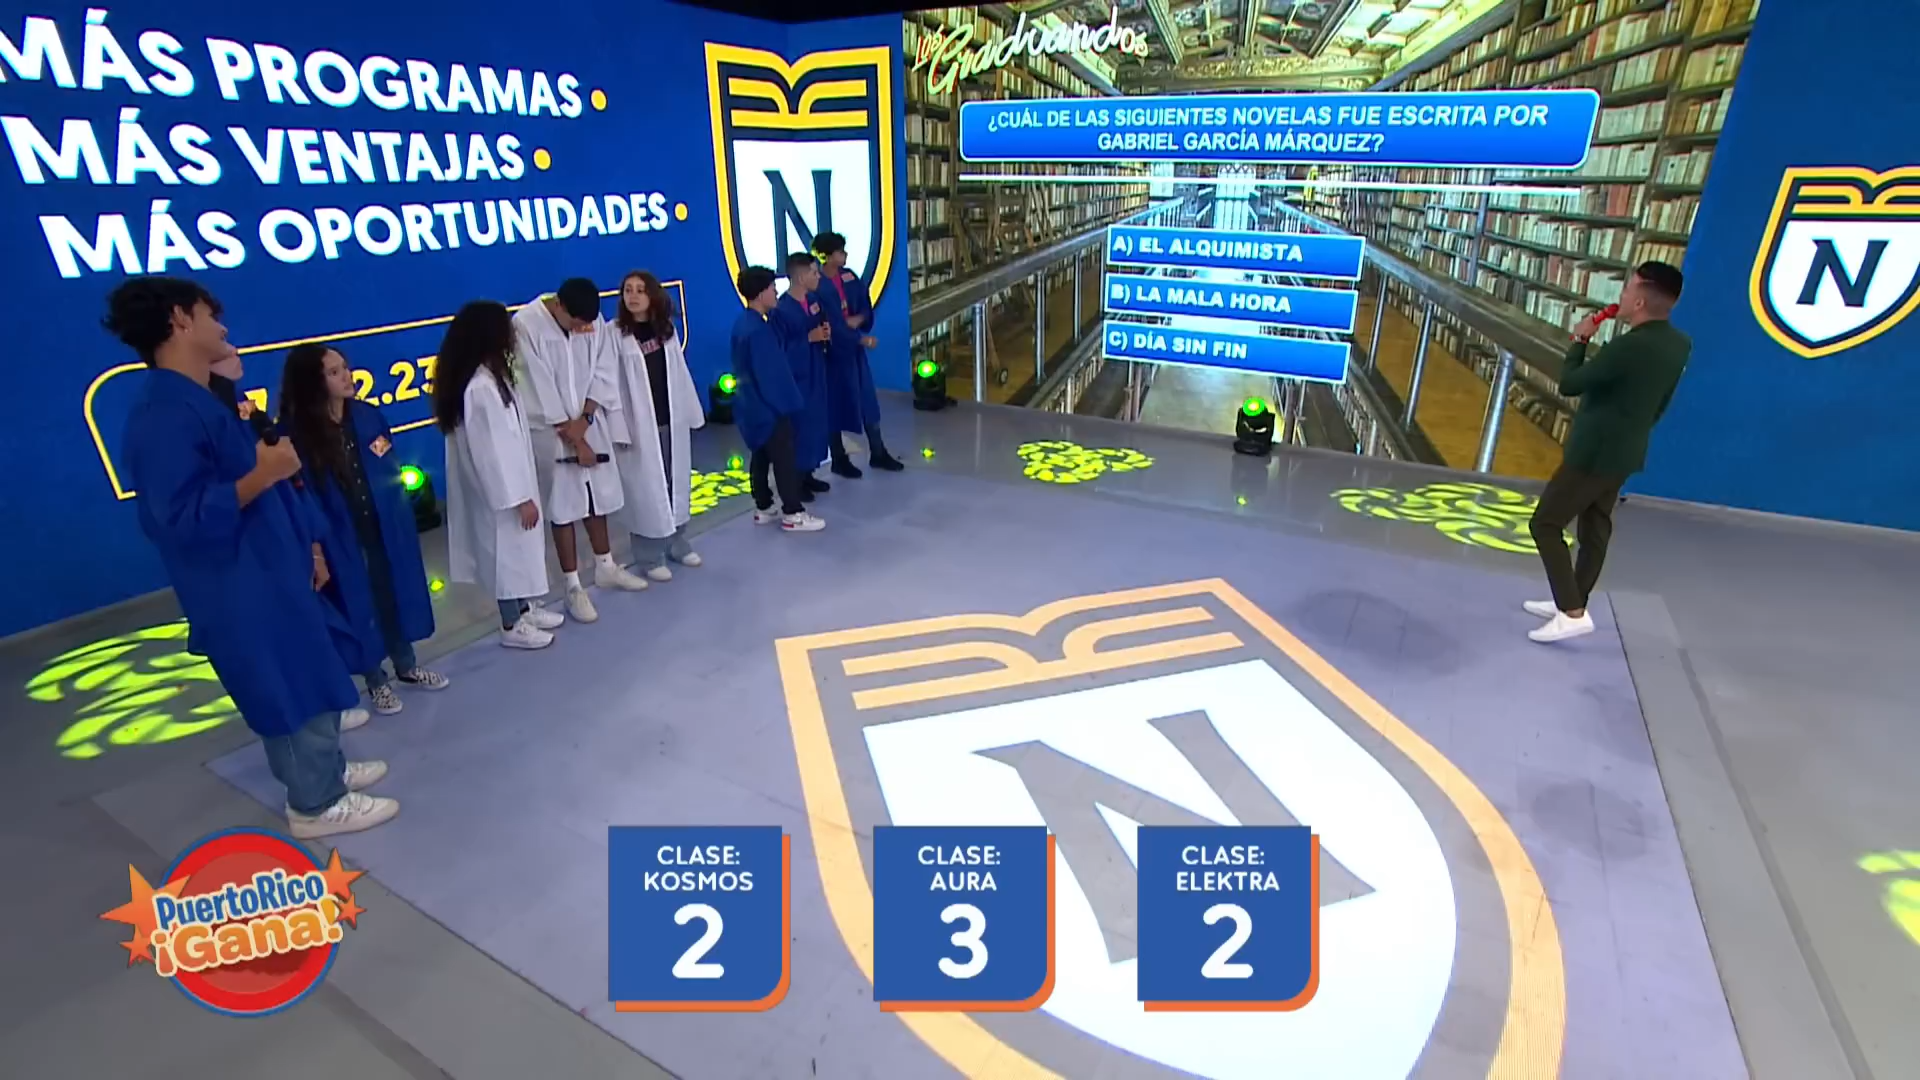 MÁS PROGRAMAS •
MÁS VENTAJAS •
MÁS OPORTUNIDADES •
N
LOS
Graduandos
¿CUÁL DE LAS SIGUIENTES NOVELAS FUE ESCRITA POR
GABRIEL GARCÍA MÁRQUEZ?
A) EL ALQUIMISTA
B) LA MALA HORA
C) DÍA SIN FIN
N
N
PuertoRico
¡Gana!
CLASE:
KOSMOS
2
CLASE:
AURA
3
CLASE:
ELEKTRA
2